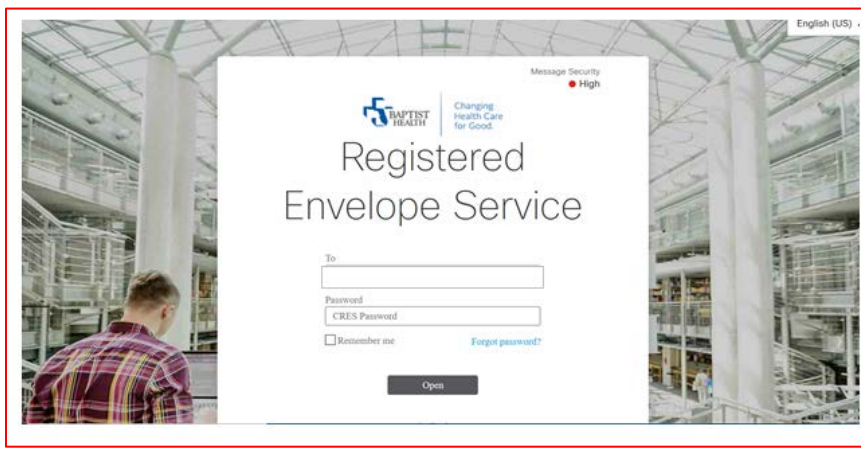 English (US)
Message Security
High
BAPTIST
HEALTH
Changing
Health Care
for Good.
Registered
Envelope Service
To
Password
CRES Password
Remember me
Forgot password?
Open